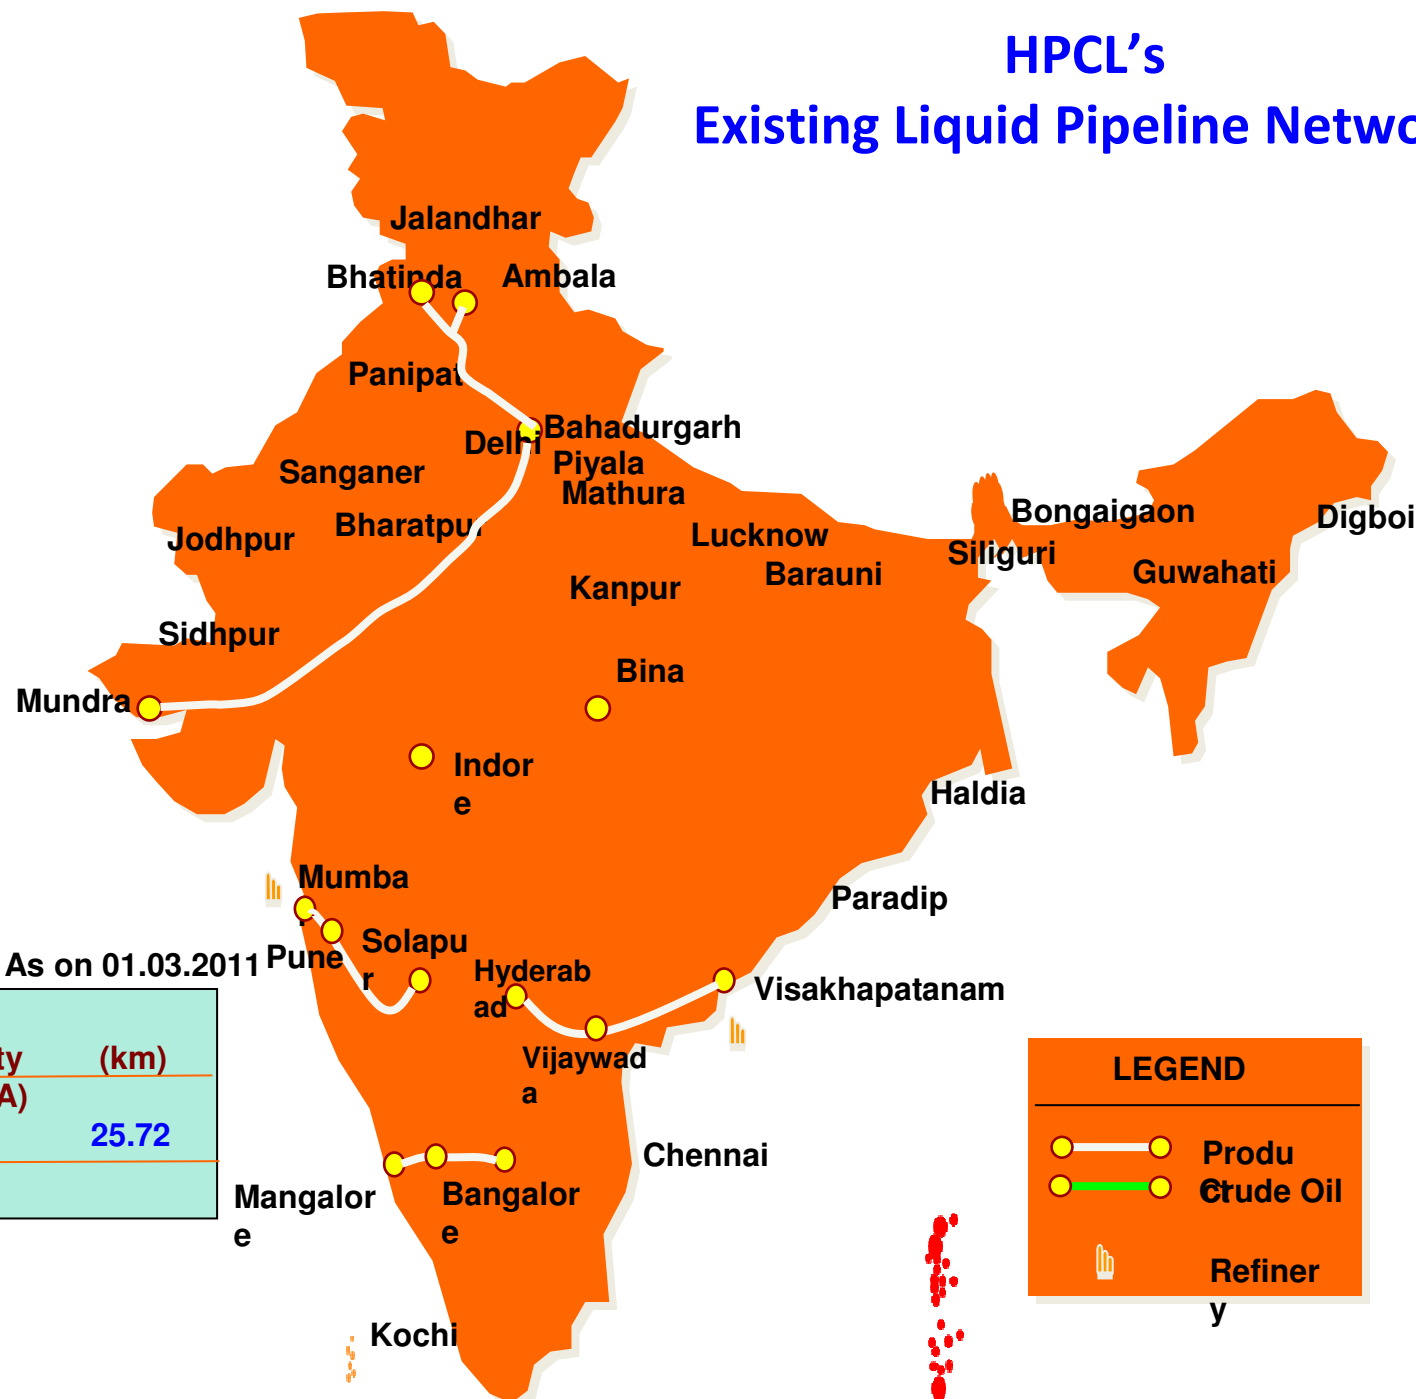 HPCL's
Existing Liquid Pipeline Netwo
Jalandhar
Bhatinda
Ambala
Panipat
Bahadurgarh
Delhi
Piyala
Sanganer
Mathura
Bharatpur
Jodhpur
Lucknow
Bongaigaon
Digboi
Siliguri
Barauni
Guwahati
Kanpur
Sidhpur
Bina
Mundra
Indor
e
Haldia
Mumba
i
Paradip
Solapu
r
Pune
As on 01.03.2011
Hyderab
ad
Visakhapatanam
Vijaywad
a
ty (km)
A)
25.72
LEGEND
Produ
ct
Crude Oil
Refiner
y
Chennai
Mangalor
e
Bangalor
e
Kochi